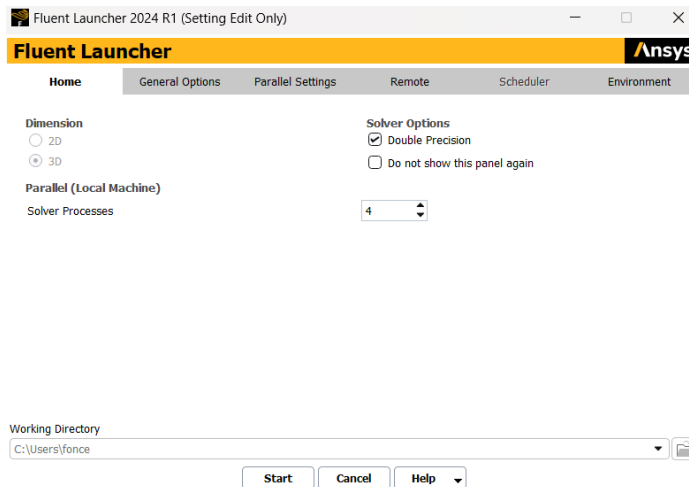 Fluent Launcher 2024 R1 (Setting Edit Only)
Fluent Launcher
Ansys
Home General Options Parallel Settings Remote Scheduler Environment
Dimension
2D
3D
Solver Options
Double Precision
Do not show this panel again
Parallel (Local Machine)
Solver Processes 4
Working Directory
C:\Users\fonce
Start Cancel Help